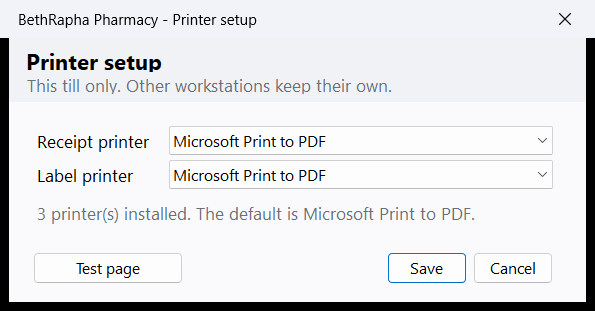 BethRapha Pharmacy - Printer setup
Printer setup
This till only. Other workstations keep their own.
Receipt printer Microsoft Print to PDF
Label printer Microsoft Print to PDF
3 printer(s) installed. The default is Microsoft Print to PDF.
Test page Save Cancel